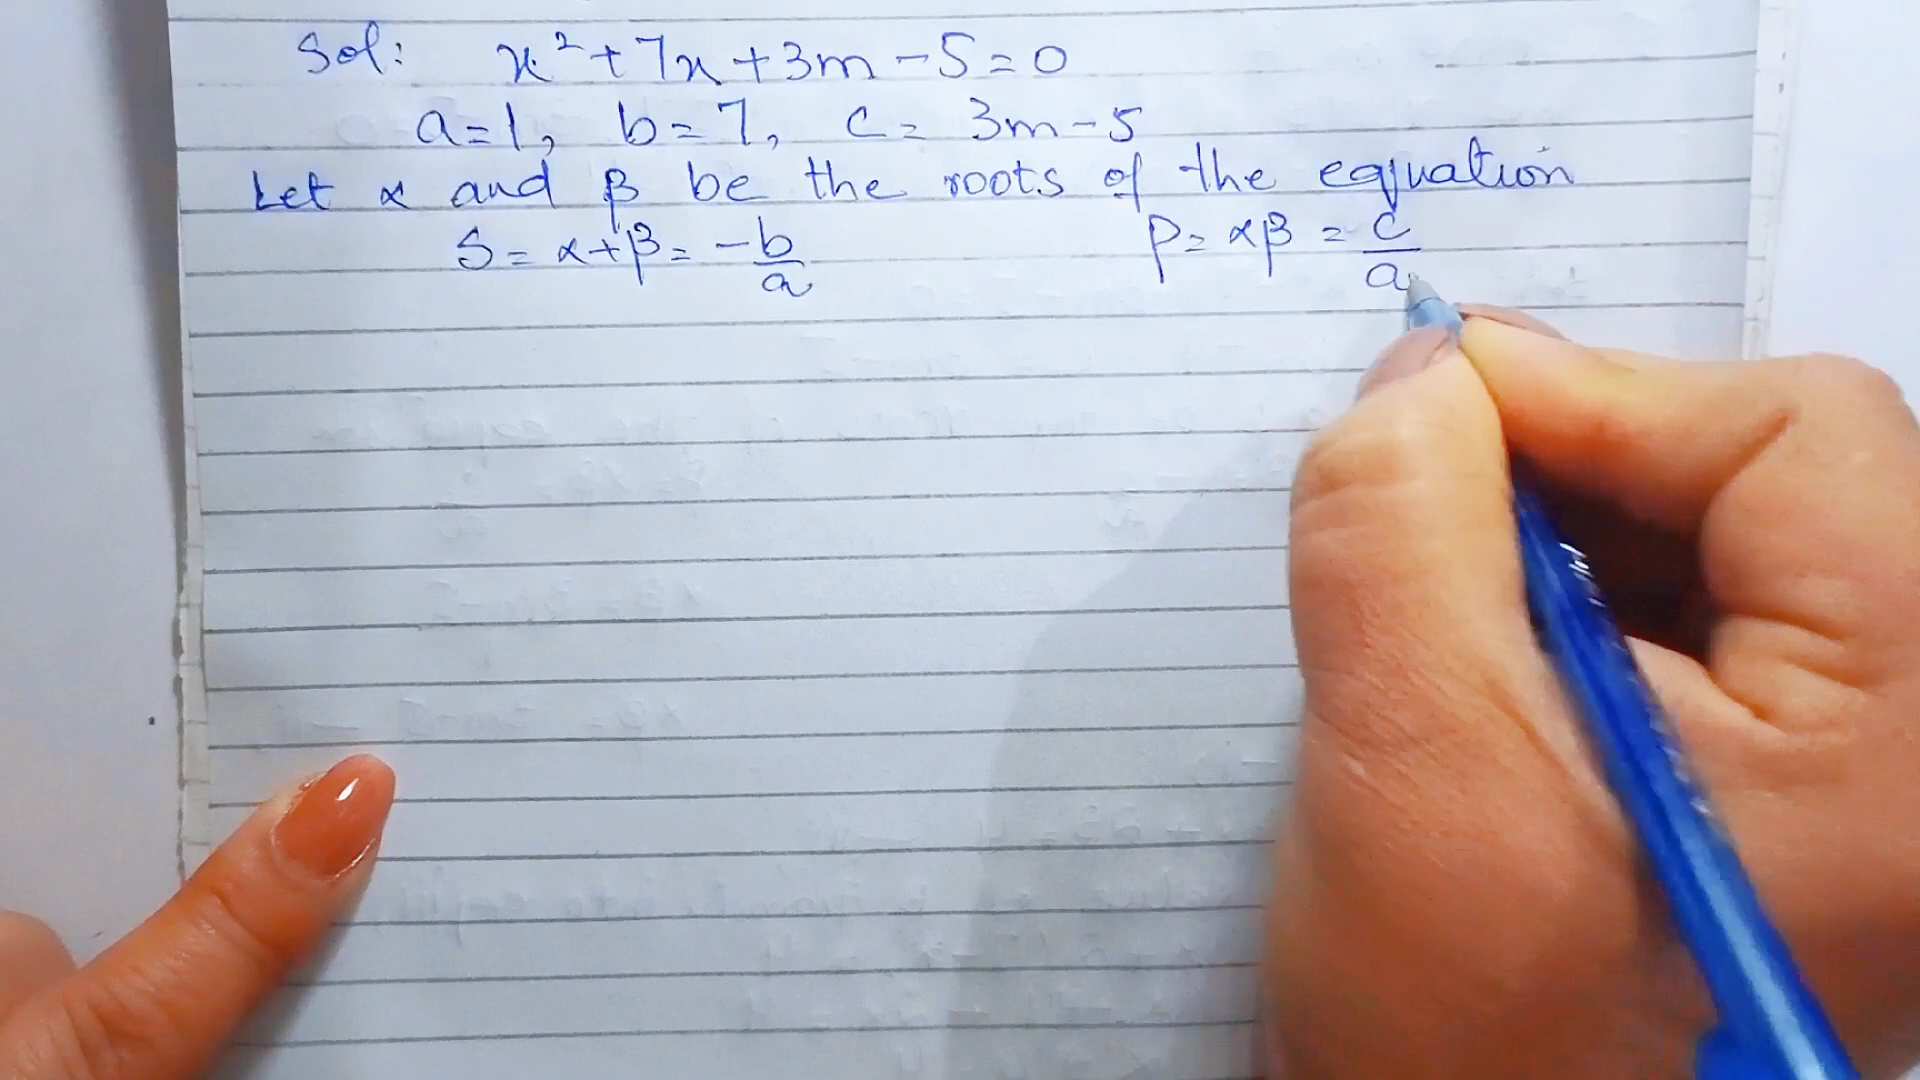 Sol: x² + 7x + 3m - 5 = 0
a = 1, b = 7, c = 3m - 5
Let α and β be the roots of the equation
S = α + β = -b/a P = αβ = c/a